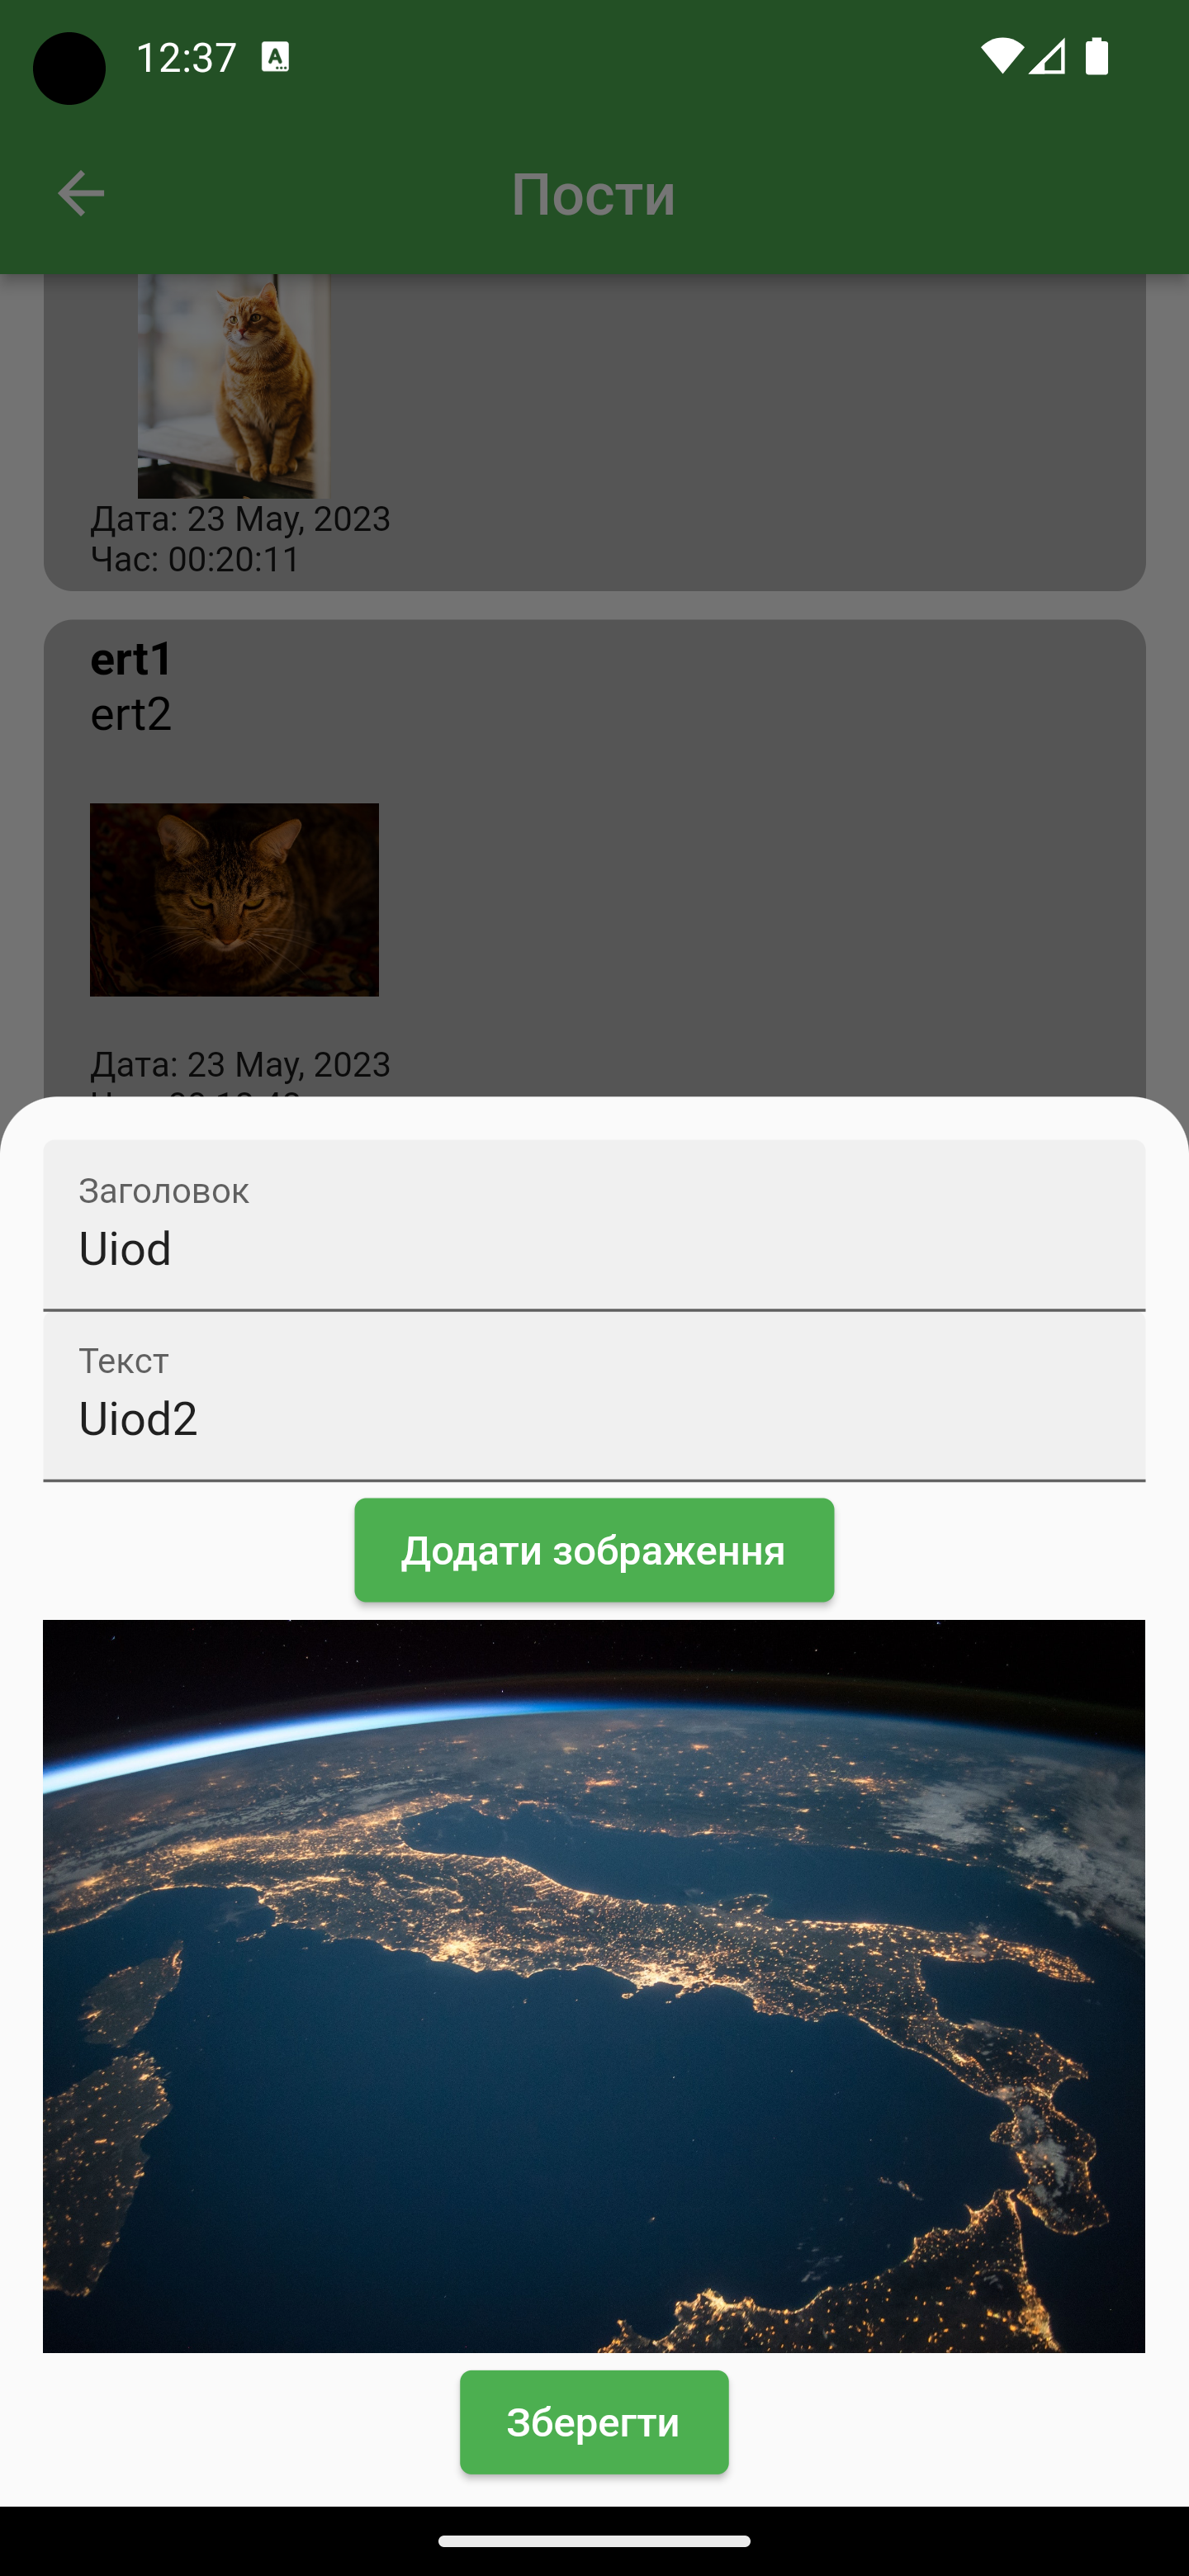 12:37
Пости
Дата: 23 May, 2023
Час: 00:20:11
ert1
ert2
Дата: 23 May, 2023
Заголовок
Uiod
Текст
Uiod2
Додати зображення
Зберегти